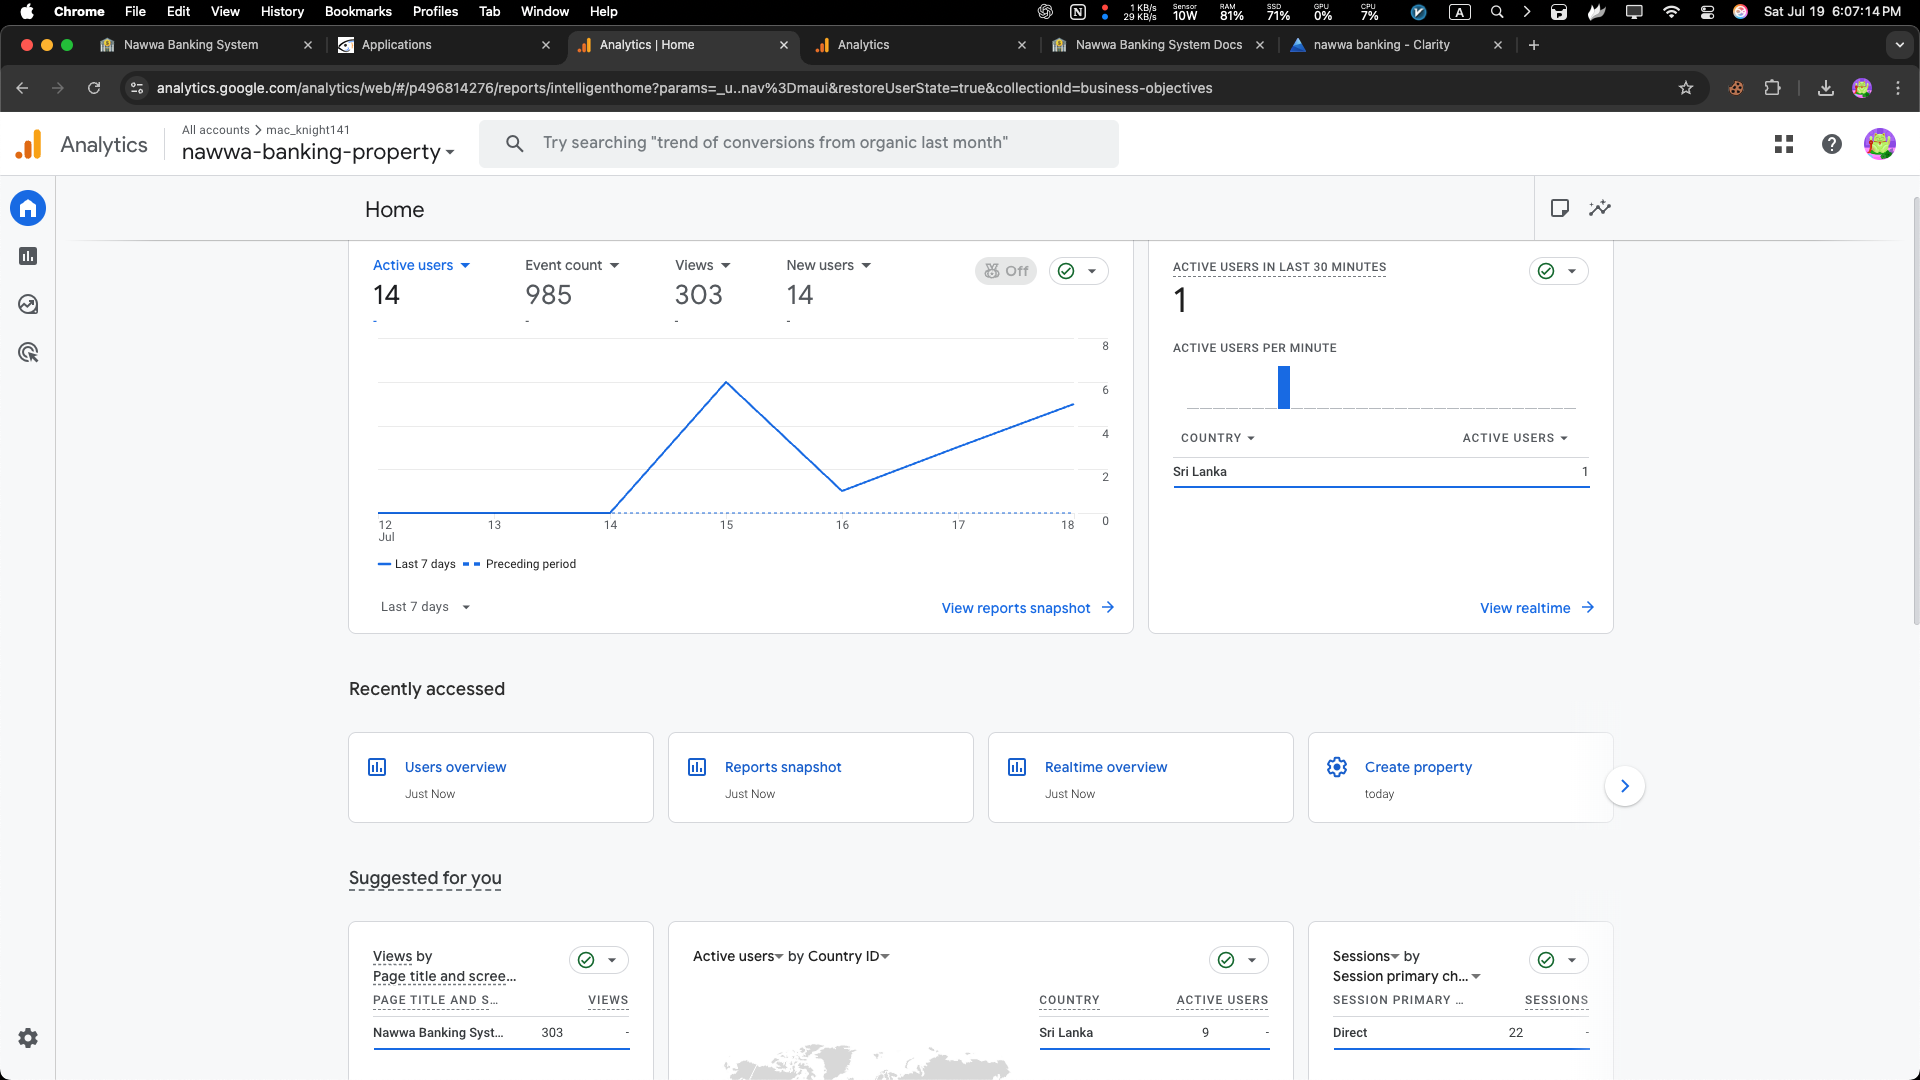 Chrome File Edit View History Bookmarks Profiles Tab Window Help
1 KB/s 29 KB/s Sensor 10W RAM 81% SSD 71% GPU 0% CPU 7% A Sat Jul 19 6:07:14 PM
Nawwa Banking System Applications Analytics | Home Analytics Nawwa Banking System Docs nawwa banking - Clarity
analytics.google.com/analytics/web/#/p496814276/reports/intelligenthome?params=_u..nav%3Dmaui&restoreUserState=true&collectionId=business-objectives
Analytics
All accounts > mac_knight141
nawwa-banking-property
Try searching "trend of conversions from organic last month"
Home
Active users Event count Views New users
14 985 303 14
- - - -
Off
8
6
4
2
0
12 13 14 15 16 17 18
Jul
Last 7 days Preceding period
Last 7 days
View reports snapshot
ACTIVE USERS IN LAST 30 MINUTES
1
ACTIVE USERS PER MINUTE
COUNTRY ACTIVE USERS
Sri Lanka 1
View realtime
Recently accessed
Users overview
Just Now
Reports snapshot
Just Now
Realtime overview
Just Now
Create property
today
Suggested for you
Views by
Page title and scree...
PAGE TITLE AND S... VIEWS
Nawwa Banking Syst... 303 -
Active users by Country ID
COUNTRY ACTIVE USERS
Sri Lanka 9 -
Sessions by
Session primary ch...
SESSION PRIMARY ... SESSIONS
Direct 22 -